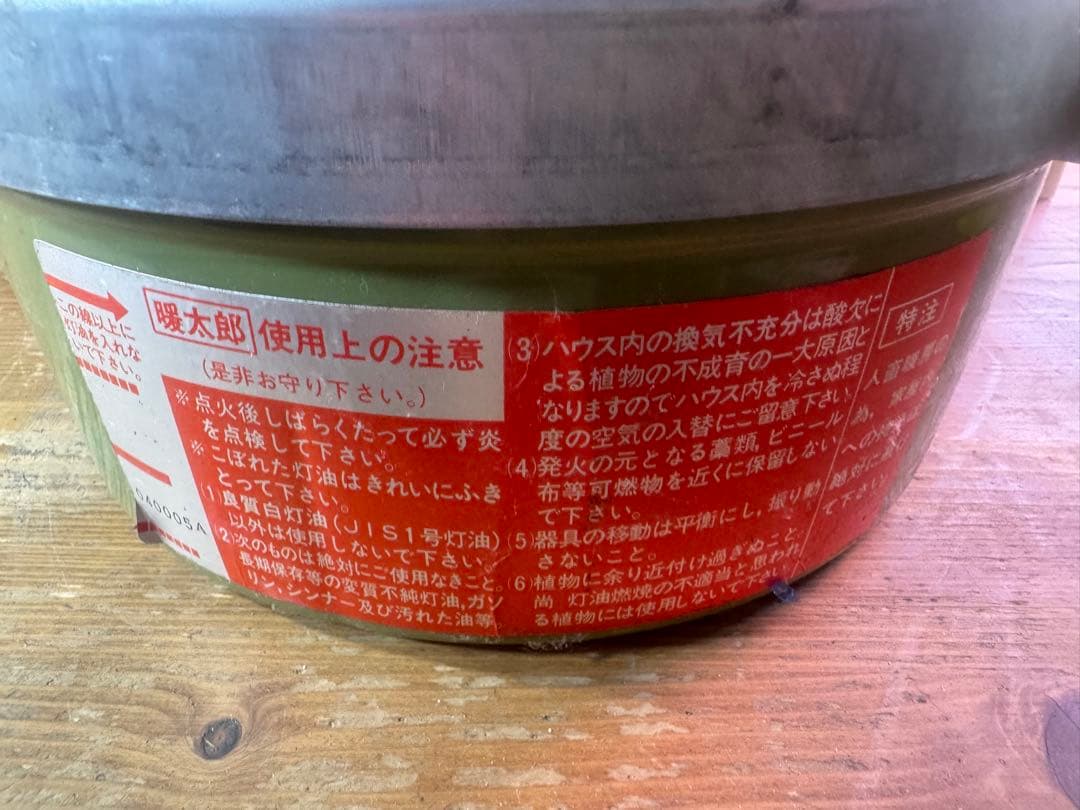 この線以上に
灯油を入れな
いで下さい。
040005A
暖太郎 使用上の注意
(是非お守り下さい。)
※点火後しばらくたって必ず炎
を点検して下さい。
※こぼれた灯油はきれいにふき
とって下さい。
(1)良質白灯油(JIS1号灯油)
以外は使用しないで下さい。
(2)次のものは絶対にご使用なきこと。
長期保存等の変質不純灯油,ガソ
リン,シンナー及び汚れた油等。
(3)ハウス内の換気不充分は酸欠に
よる植物の不成育の一大原因と
なりますのでハウス内を冷さぬ程
度の空気の入替にご留意下さい
(4)発火の元となる藁類,ビニール
布等可燃物を近くに保留しない
で下さい。
(5)器具の移動は平衡にし,振り動
さないこと。
(6)植物に余り近付け過ぎぬこと。
尚 灯油燃焼の不適当と思われ
る植物には使用しないで下さい
特注
為,
への
絶対に
て下さい